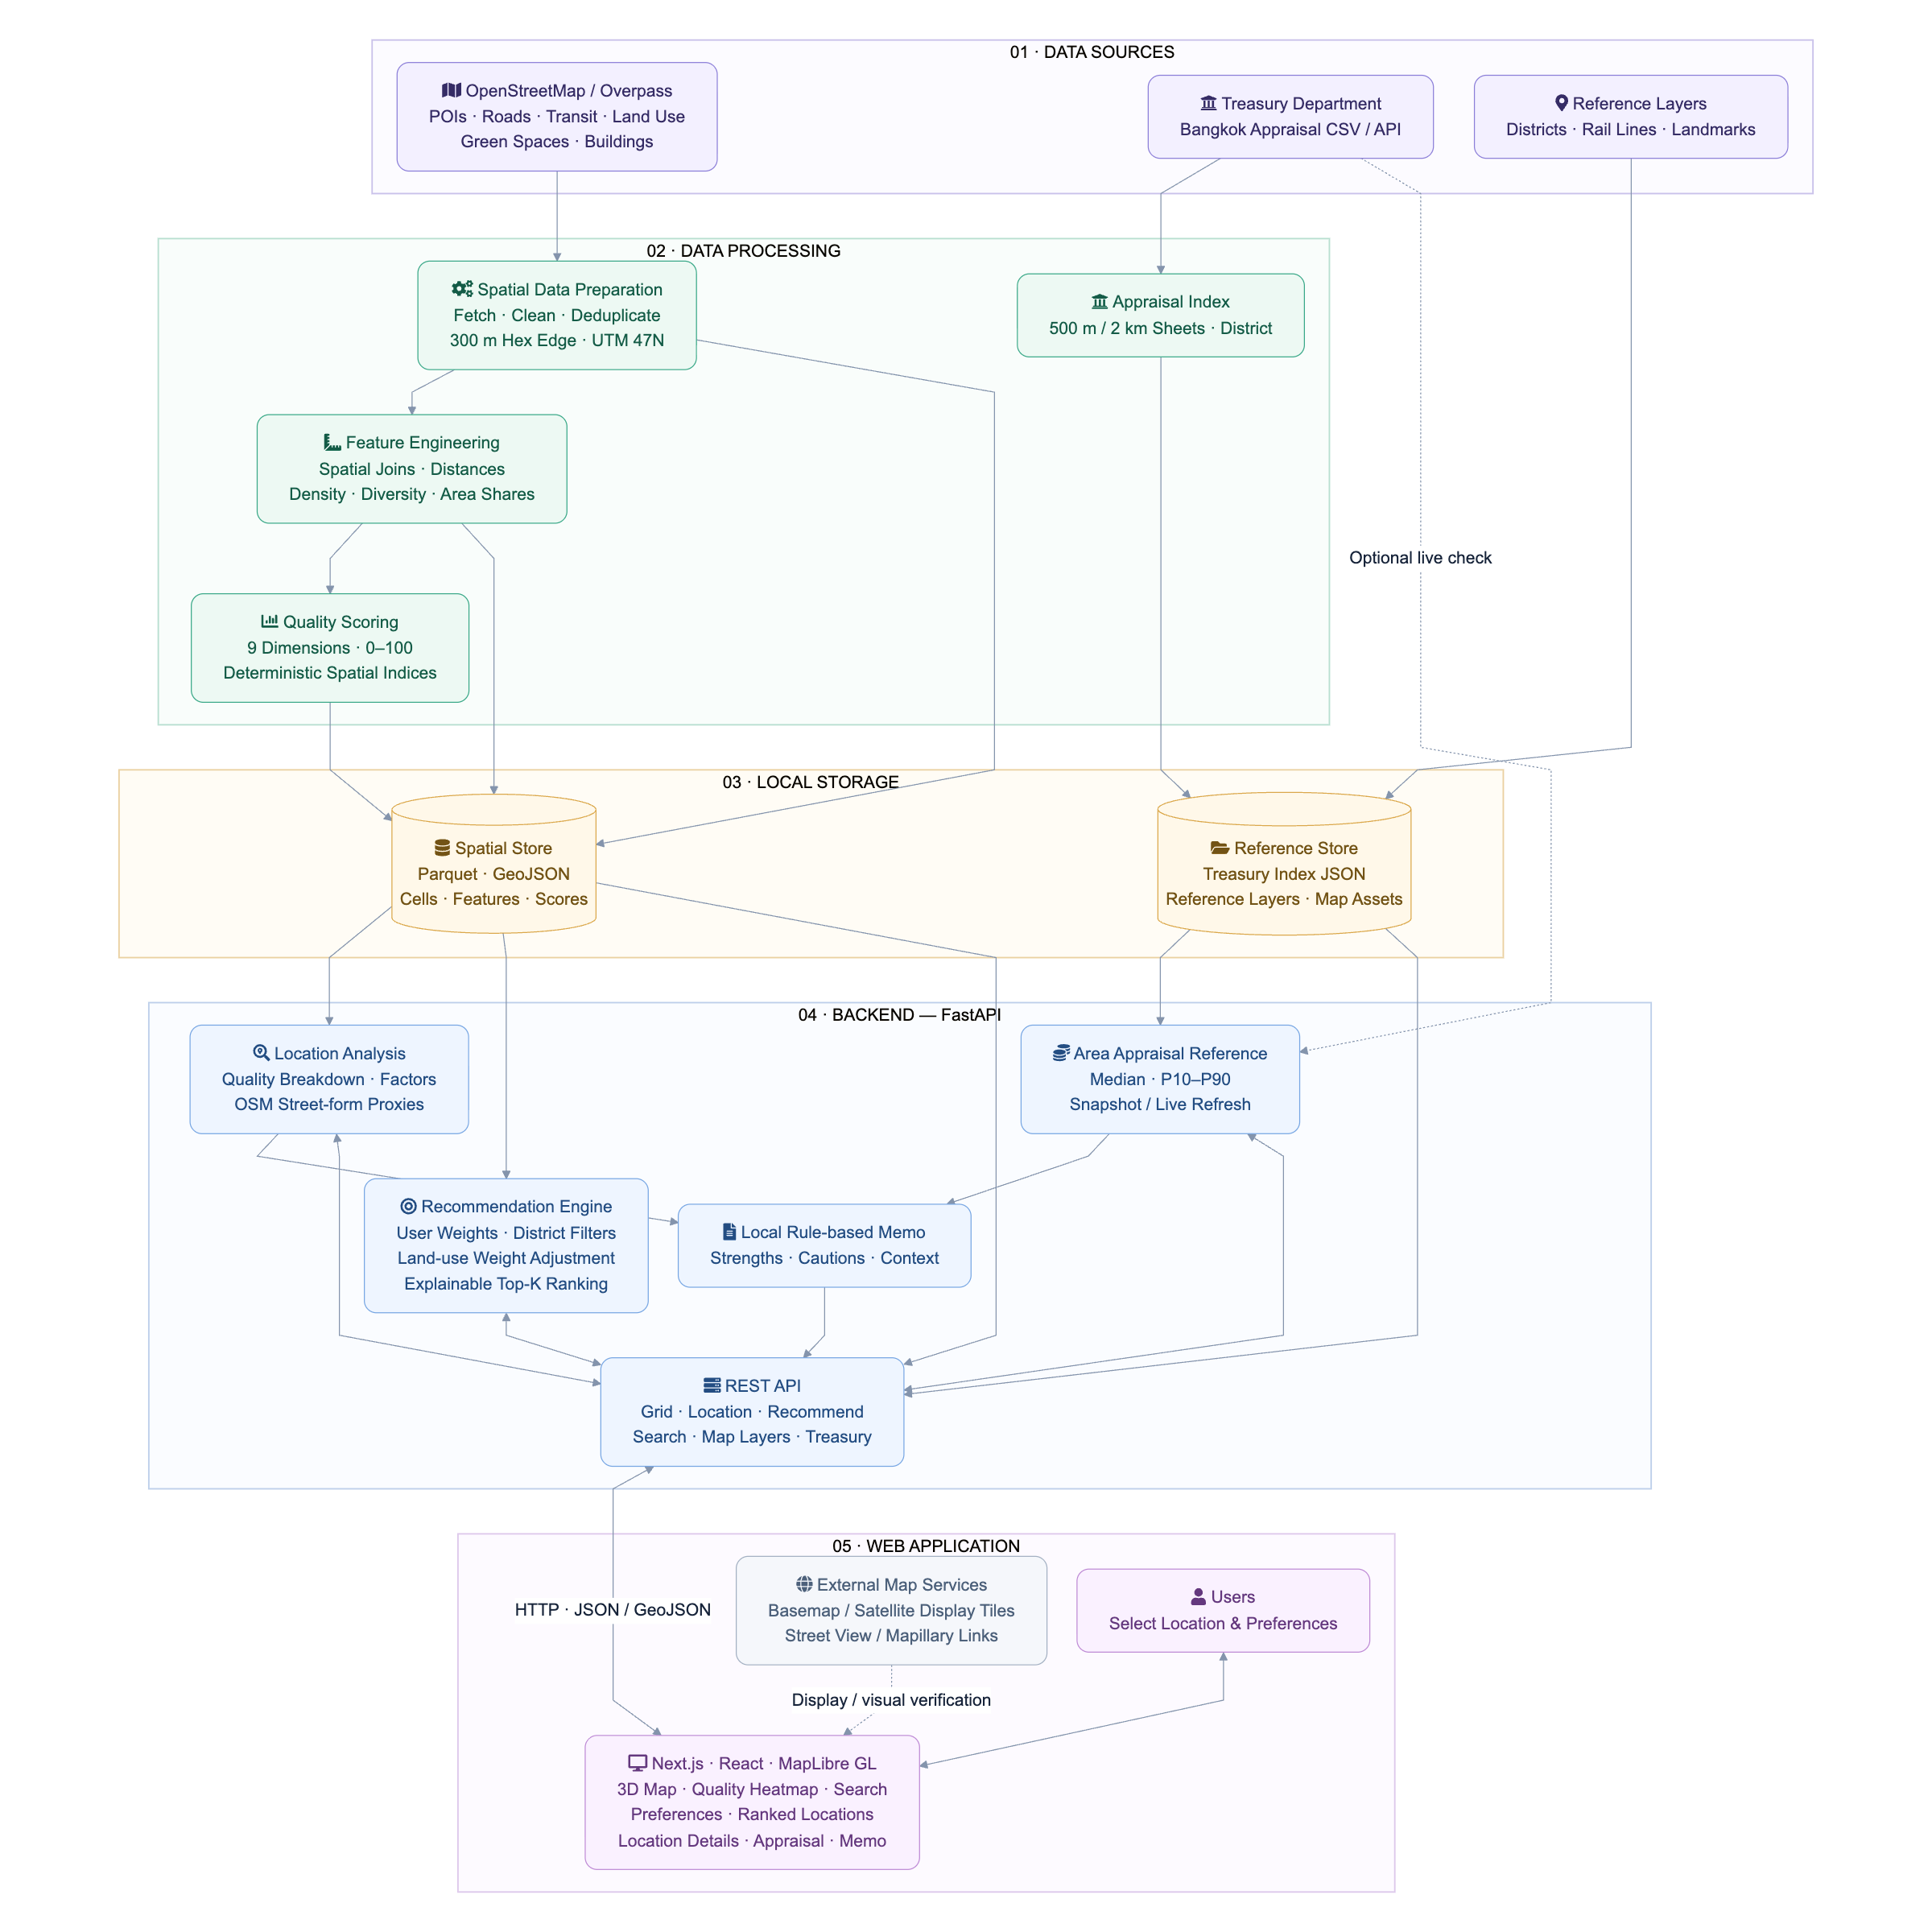 01 · DATA SOURCES
OpenStreetMap / Overpass
POIs · Roads · Transit · Land Use
Green Spaces · Buildings
Treasury Department
Bangkok Appraisal CSV / API
Reference Layers
Districts · Rail Lines · Landmarks
02 · DATA PROCESSING
Spatial Data Preparation
Fetch · Clean · Deduplicate
300 m Hex Edge · UTM 47N
Appraisal Index
500 m / 2 km Sheets · District
Feature Engineering
Spatial Joins · Distances
Density · Diversity · Area Shares
Optional live check
Quality Scoring
9 Dimensions · 0–100
Deterministic Spatial Indices
03 · LOCAL STORAGE
Spatial Store
Parquet · GeoJSON
Cells · Features · Scores
Reference Store
Treasury Index JSON
Reference Layers · Map Assets
04 · BACKEND — FastAPI
Location Analysis
Quality Breakdown · Factors
OSM Street-form Proxies
Area Appraisal Reference
Median · P10–P90
Snapshot / Live Refresh
Recommendation Engine
User Weights · District Filters
Land-use Weight Adjustment
Explainable Top-K Ranking
Local Rule-based Memo
Strengths · Cautions · Context
REST API
Grid · Location · Recommend
Search · Map Layers · Treasury
05 · WEB APPLICATION
HTTP · JSON / GeoJSON
External Map Services
Basemap / Satellite Display Tiles
Street View / Mapillary Links
Users
Select Location & Preferences
Display / visual verification
Next.js · React · MapLibre GL
3D Map · Quality Heatmap · Search
Preferences · Ranked Locations
Location Details · Appraisal · Memo